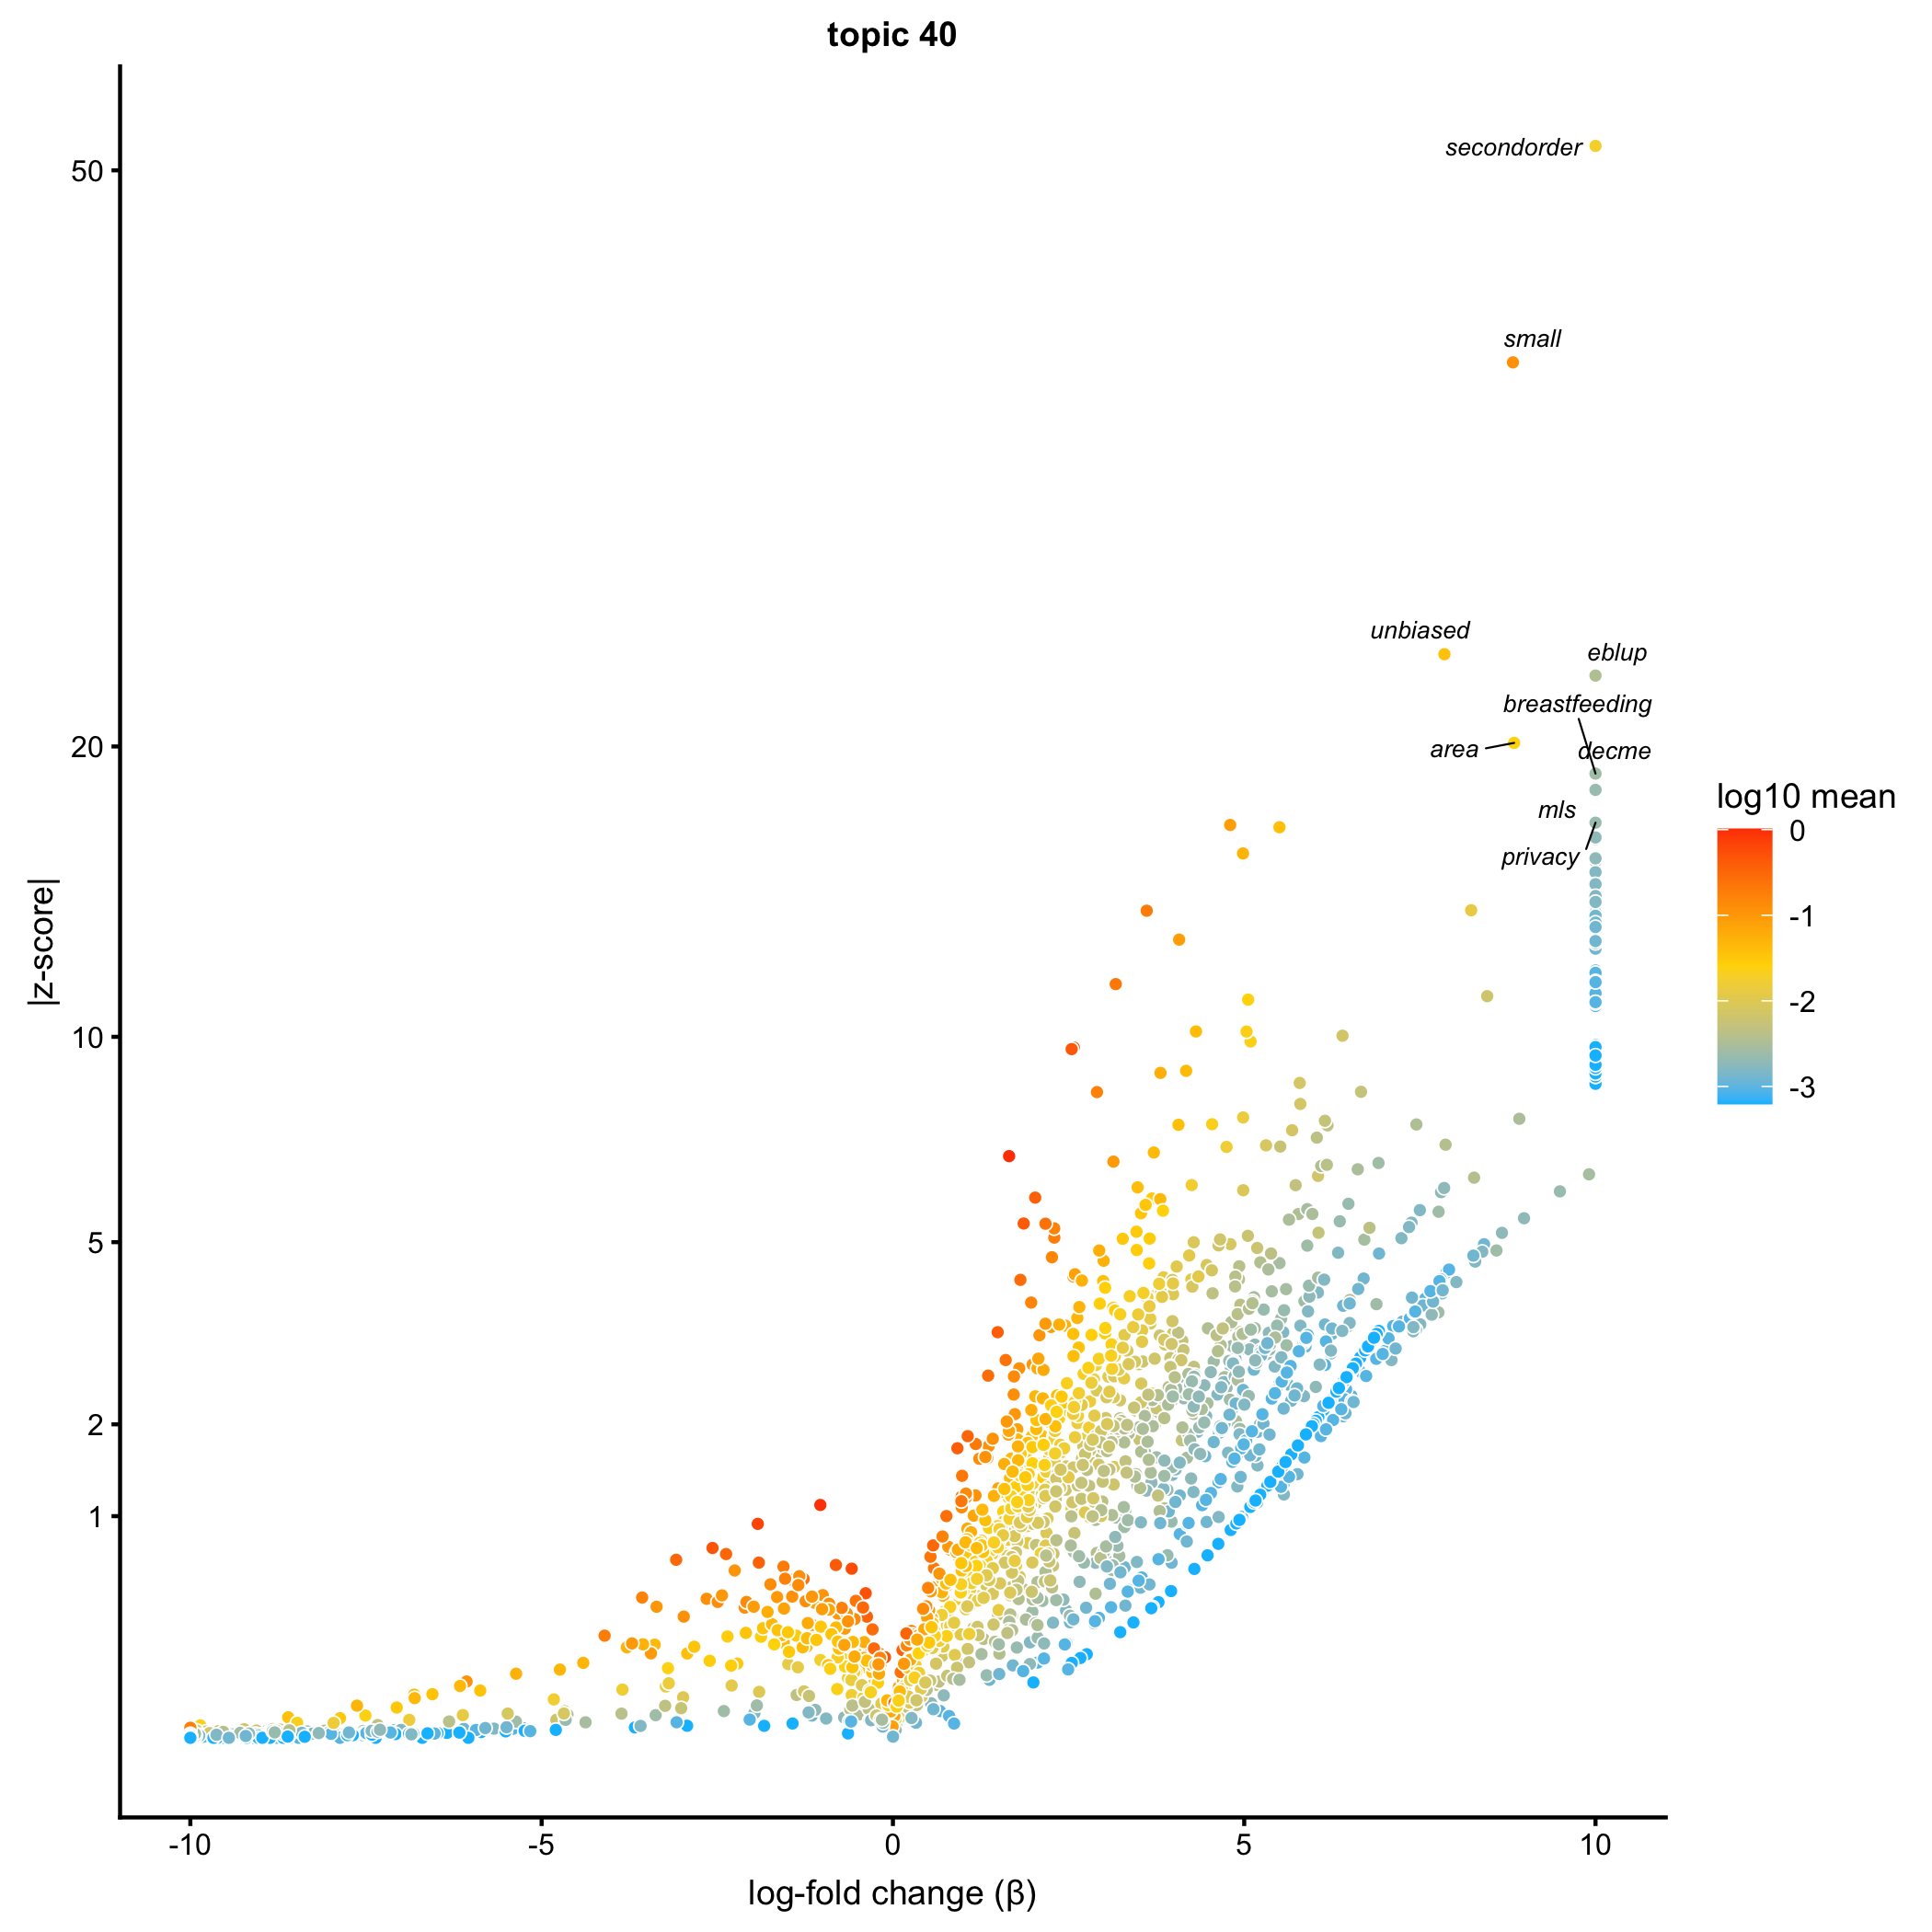 topic 40
secondorder
50
small
unbiased
eblup
breastfeeding
area
decme
20
mls
privacy
log10 mean
0
-1
-2
-3
|z-score|
10
5
2
1
-10
-5
0
5
10
log-fold change (β)